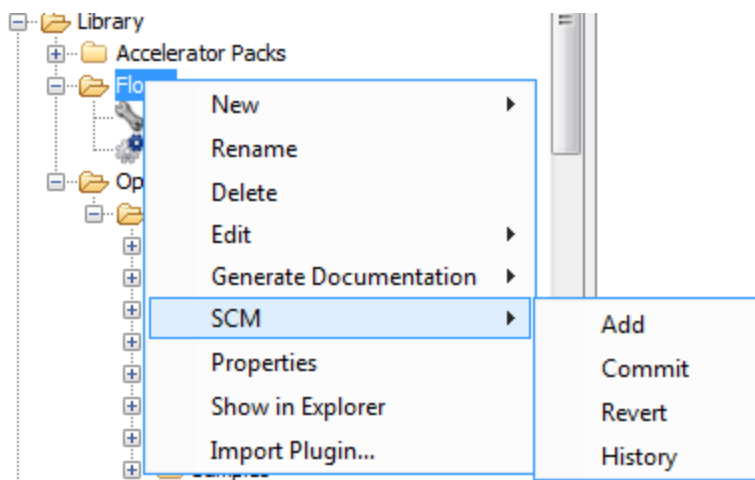 Library
Accelerator Packs
New
Rename
Delete
Edit
Generate Documentation
SCM
Add
Properties
Commit
Show in Explorer
Revert
Import Plugin...
History